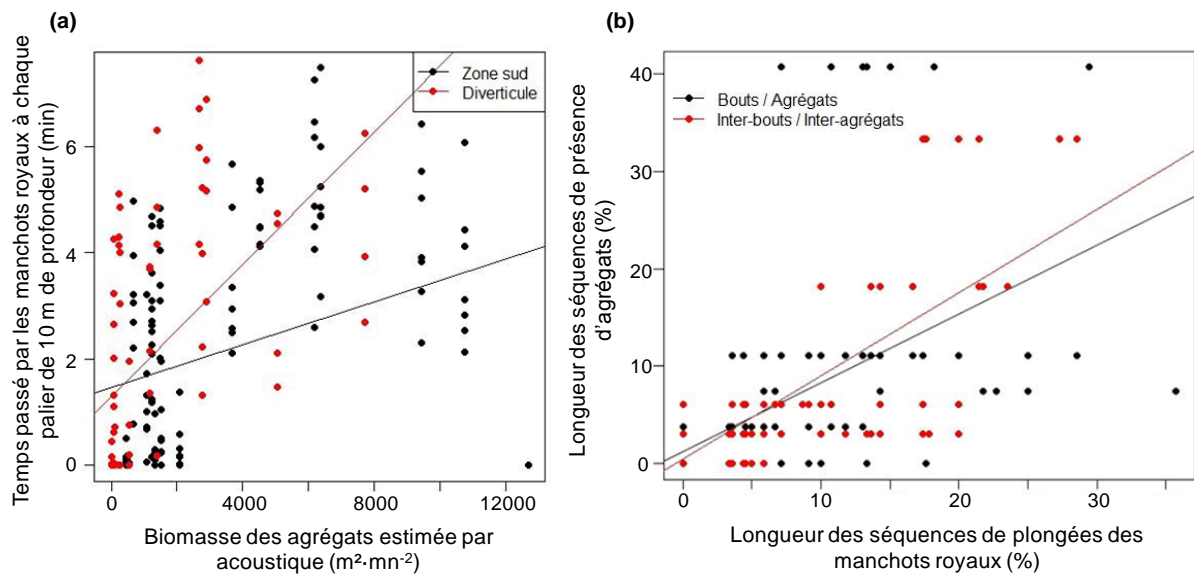 (a)
Temps passé par les manchots royaux à chaque
palier de 10 m de profondeur (min)
6
4
2
0
Zone sud
Diverticule
0
4000
8000
12000
Biomasse des agrégats estimée par
acoustique (m²·mn⁻²)
(b)
Longueur des séquences de présence
d'agrégats (%)
40
30
20
10
0
Bouts / Agrégats
Inter-bouts / Inter-agrégats
0
10
20
30
Longueur des séquences de plongées des
manchots royaux (%)